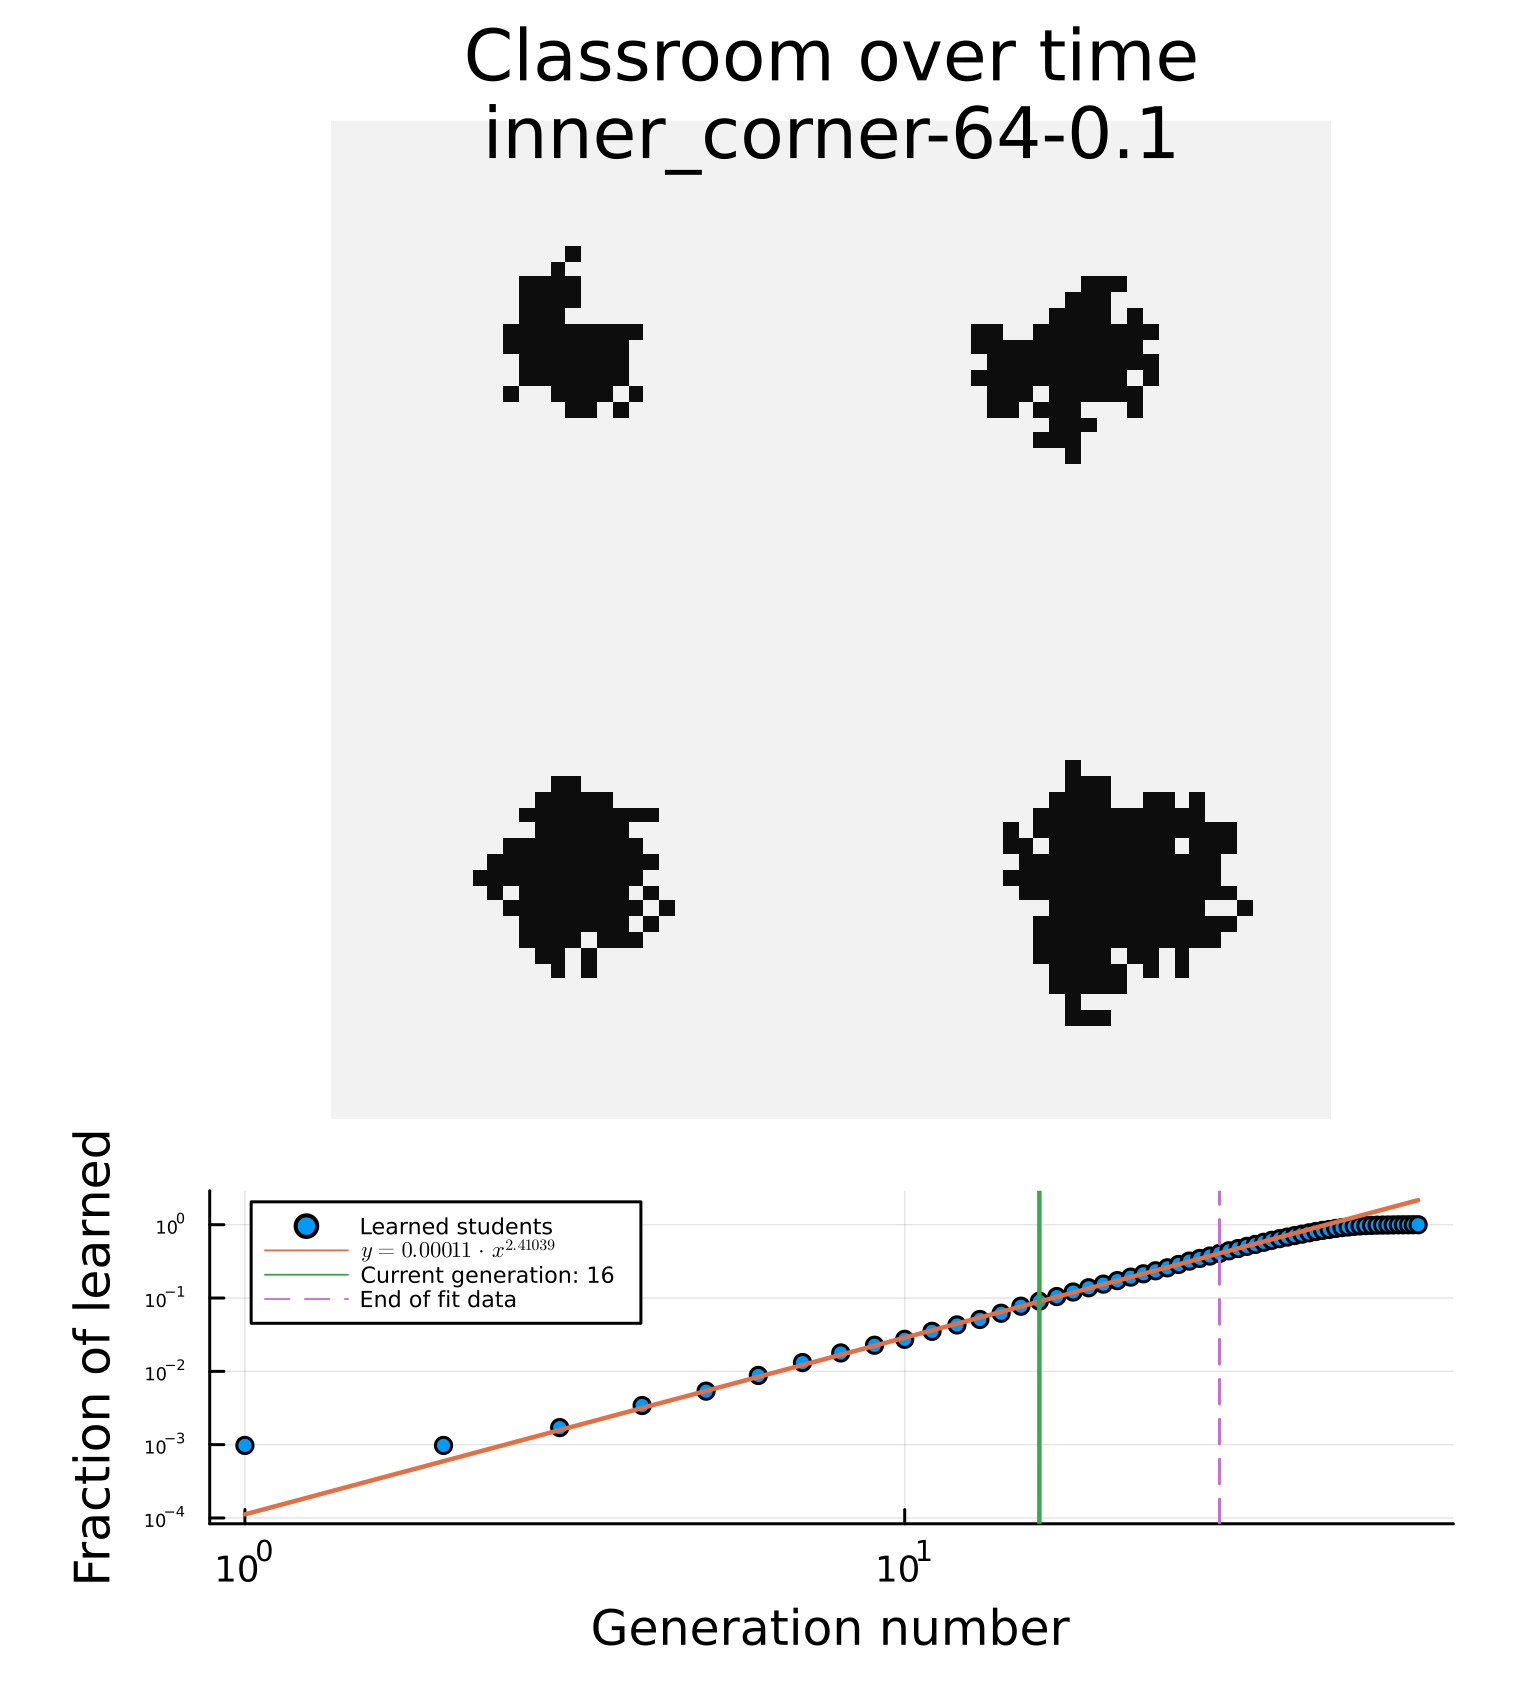 Classroom over time
inner_corner-64-0.1
Fraction of learned
10^0
10^-1
10^-2
10^-3
10^-4
Learned students
y = 0.00011 · x^2.41039
Current generation: 16
End of fit data
10^0
10^1
Generation number